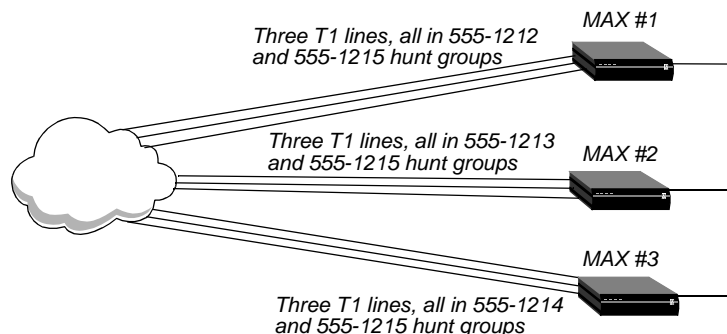 Three T1 lines, all in 555-1212
and 555-1215 hunt groups
MAX #1
Three T1 lines, all in 555-1213
and 555-1215 hunt groups
MAX #2
MAX #3
Three T1 lines, all in 555-1214
and 555-1215 hunt groups